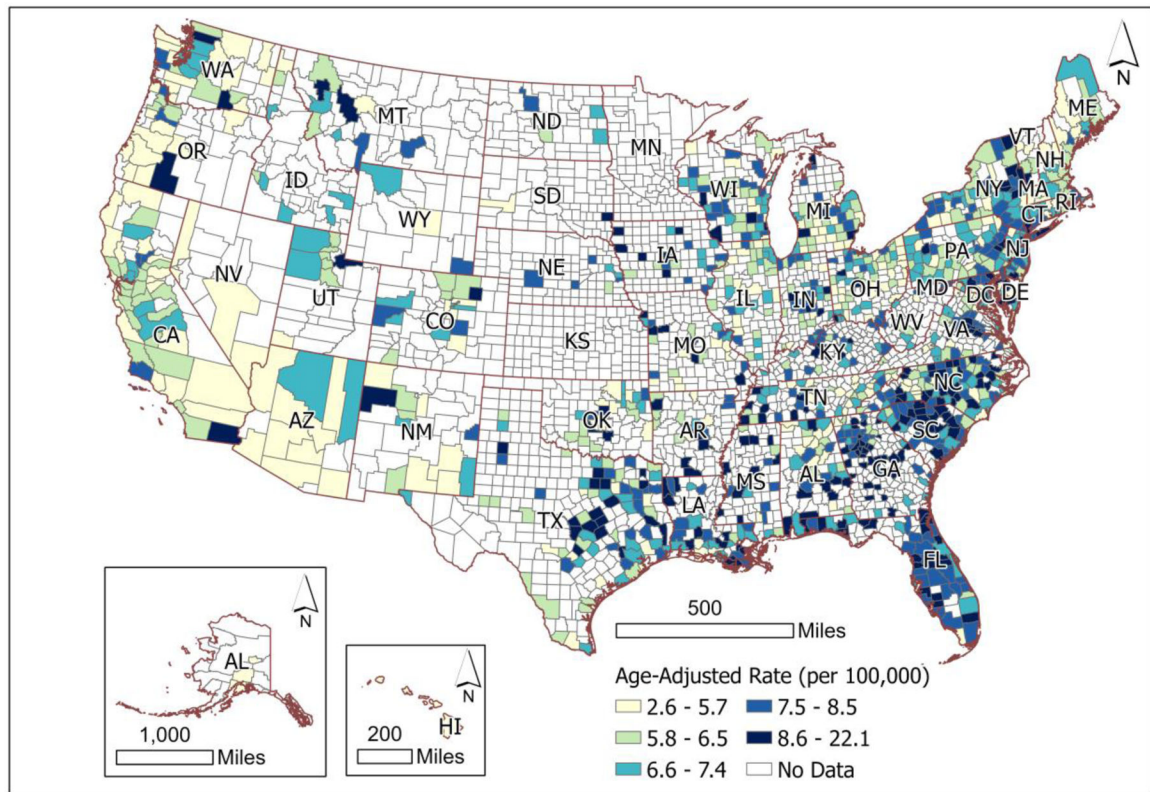 N
WA
MT
ND
MN
ME
VT
NH
OR
ID
SD
WI
MI
NY
MA
CT
RI
WY
IA
PA
NJ
NV
UT
NE
IL
IN
OH
MD
DC
DE
CA
CO
KS
MO
KY
WV
VA
AZ
NM
OK
AR
TN
NC
SC
TX
LA
MS
AL
GA
FL
500
Miles
N
AL
1,000
Miles
N
HI
200
Miles
Age-Adjusted Rate (per 100,000)
2.6 - 5.7 7.5 - 8.5
5.8 - 6.5 8.6 - 22.1
6.6 - 7.4 No Data